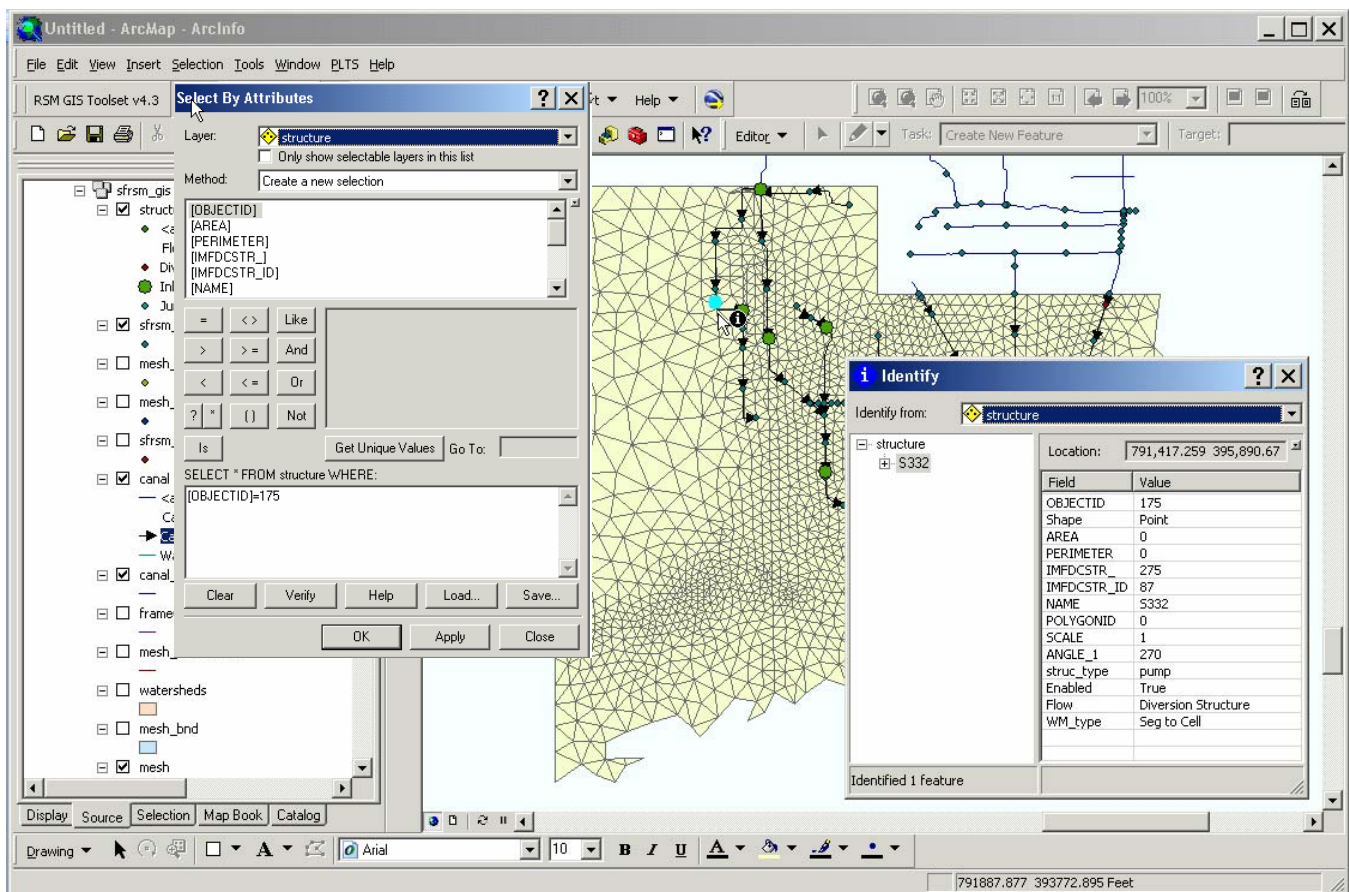 Untitled - ArcMap - ArcInfo
File Edit View Insert Selection Tools Window PLTS Help
RSM GIS Toolset v4.3
Help
100%
Editor
Task: Create New Feature
Target:
Select By Attributes
Layer: structure
Only show selectable layers in this list
Method: Create a new selection
[OBJECTID]
[AREA]
[PERIMETER]
[IMFDCSTR_]
[IMFDCSTR_ID]
[NAME]
= <> Like
> >= And
< <= Or
? * () Not
Is Get Unique Values Go To:
SELECT * FROM structure WHERE:
[OBJECTID]=175
Clear Verify Help Load... Save...
OK Apply Close
sfrsm_gis
struct
<a
Di
In
Ju
sfrsm_
mesh_
mesh_
sfrsm_
canal
<a
Ca
Ca
W
canal_
frame
mesh_
watersheds
mesh_bnd
mesh
Display Source Selection Map Book Catalog
Identify
Identify from: structure
structure
S332
Location: 791,417.259 395,890.67
Field Value
OBJECTID 175
Shape Point
AREA 0
PERIMETER 0
IMFDCSTR_ 275
IMFDCSTR_ID 87
NAME S332
POLYGONID 0
SCALE 1
ANGLE_1 270
struc_type pump
Enabled True
Flow Diversion Structure
WM_type Seg to Cell
Identified 1 feature
Drawing A Arial 10 B I U A
791887.877 393772.895 Feet